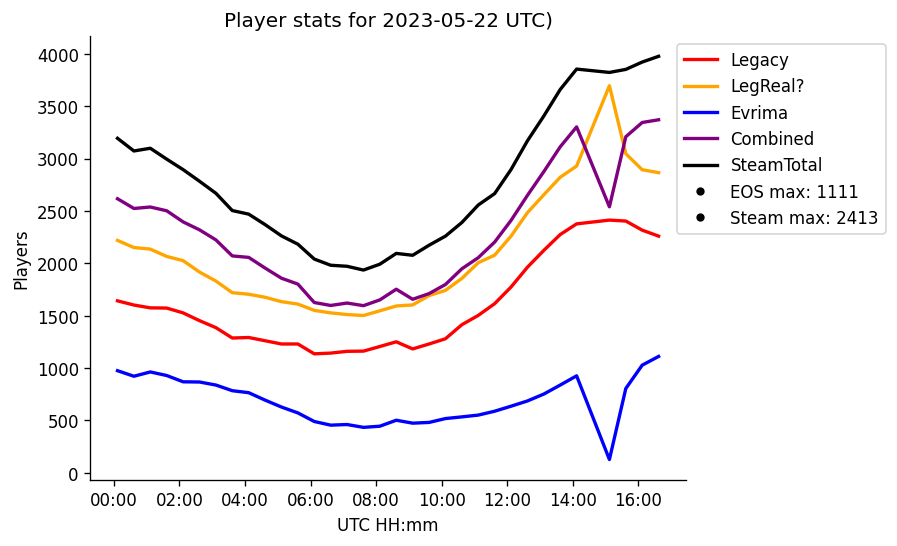 Player stats for 2023-05-22 UTC)
4000
3500
3000
2500
2000
1500
1000
500
0
Players
00:00 02:00 04:00 06:00 08:00 10:00 12:00 14:00 16:00
UTC HH:mm
Legacy
LegReal?
Evrima
Combined
SteamTotal
EOS max: 1111
Steam max: 2413